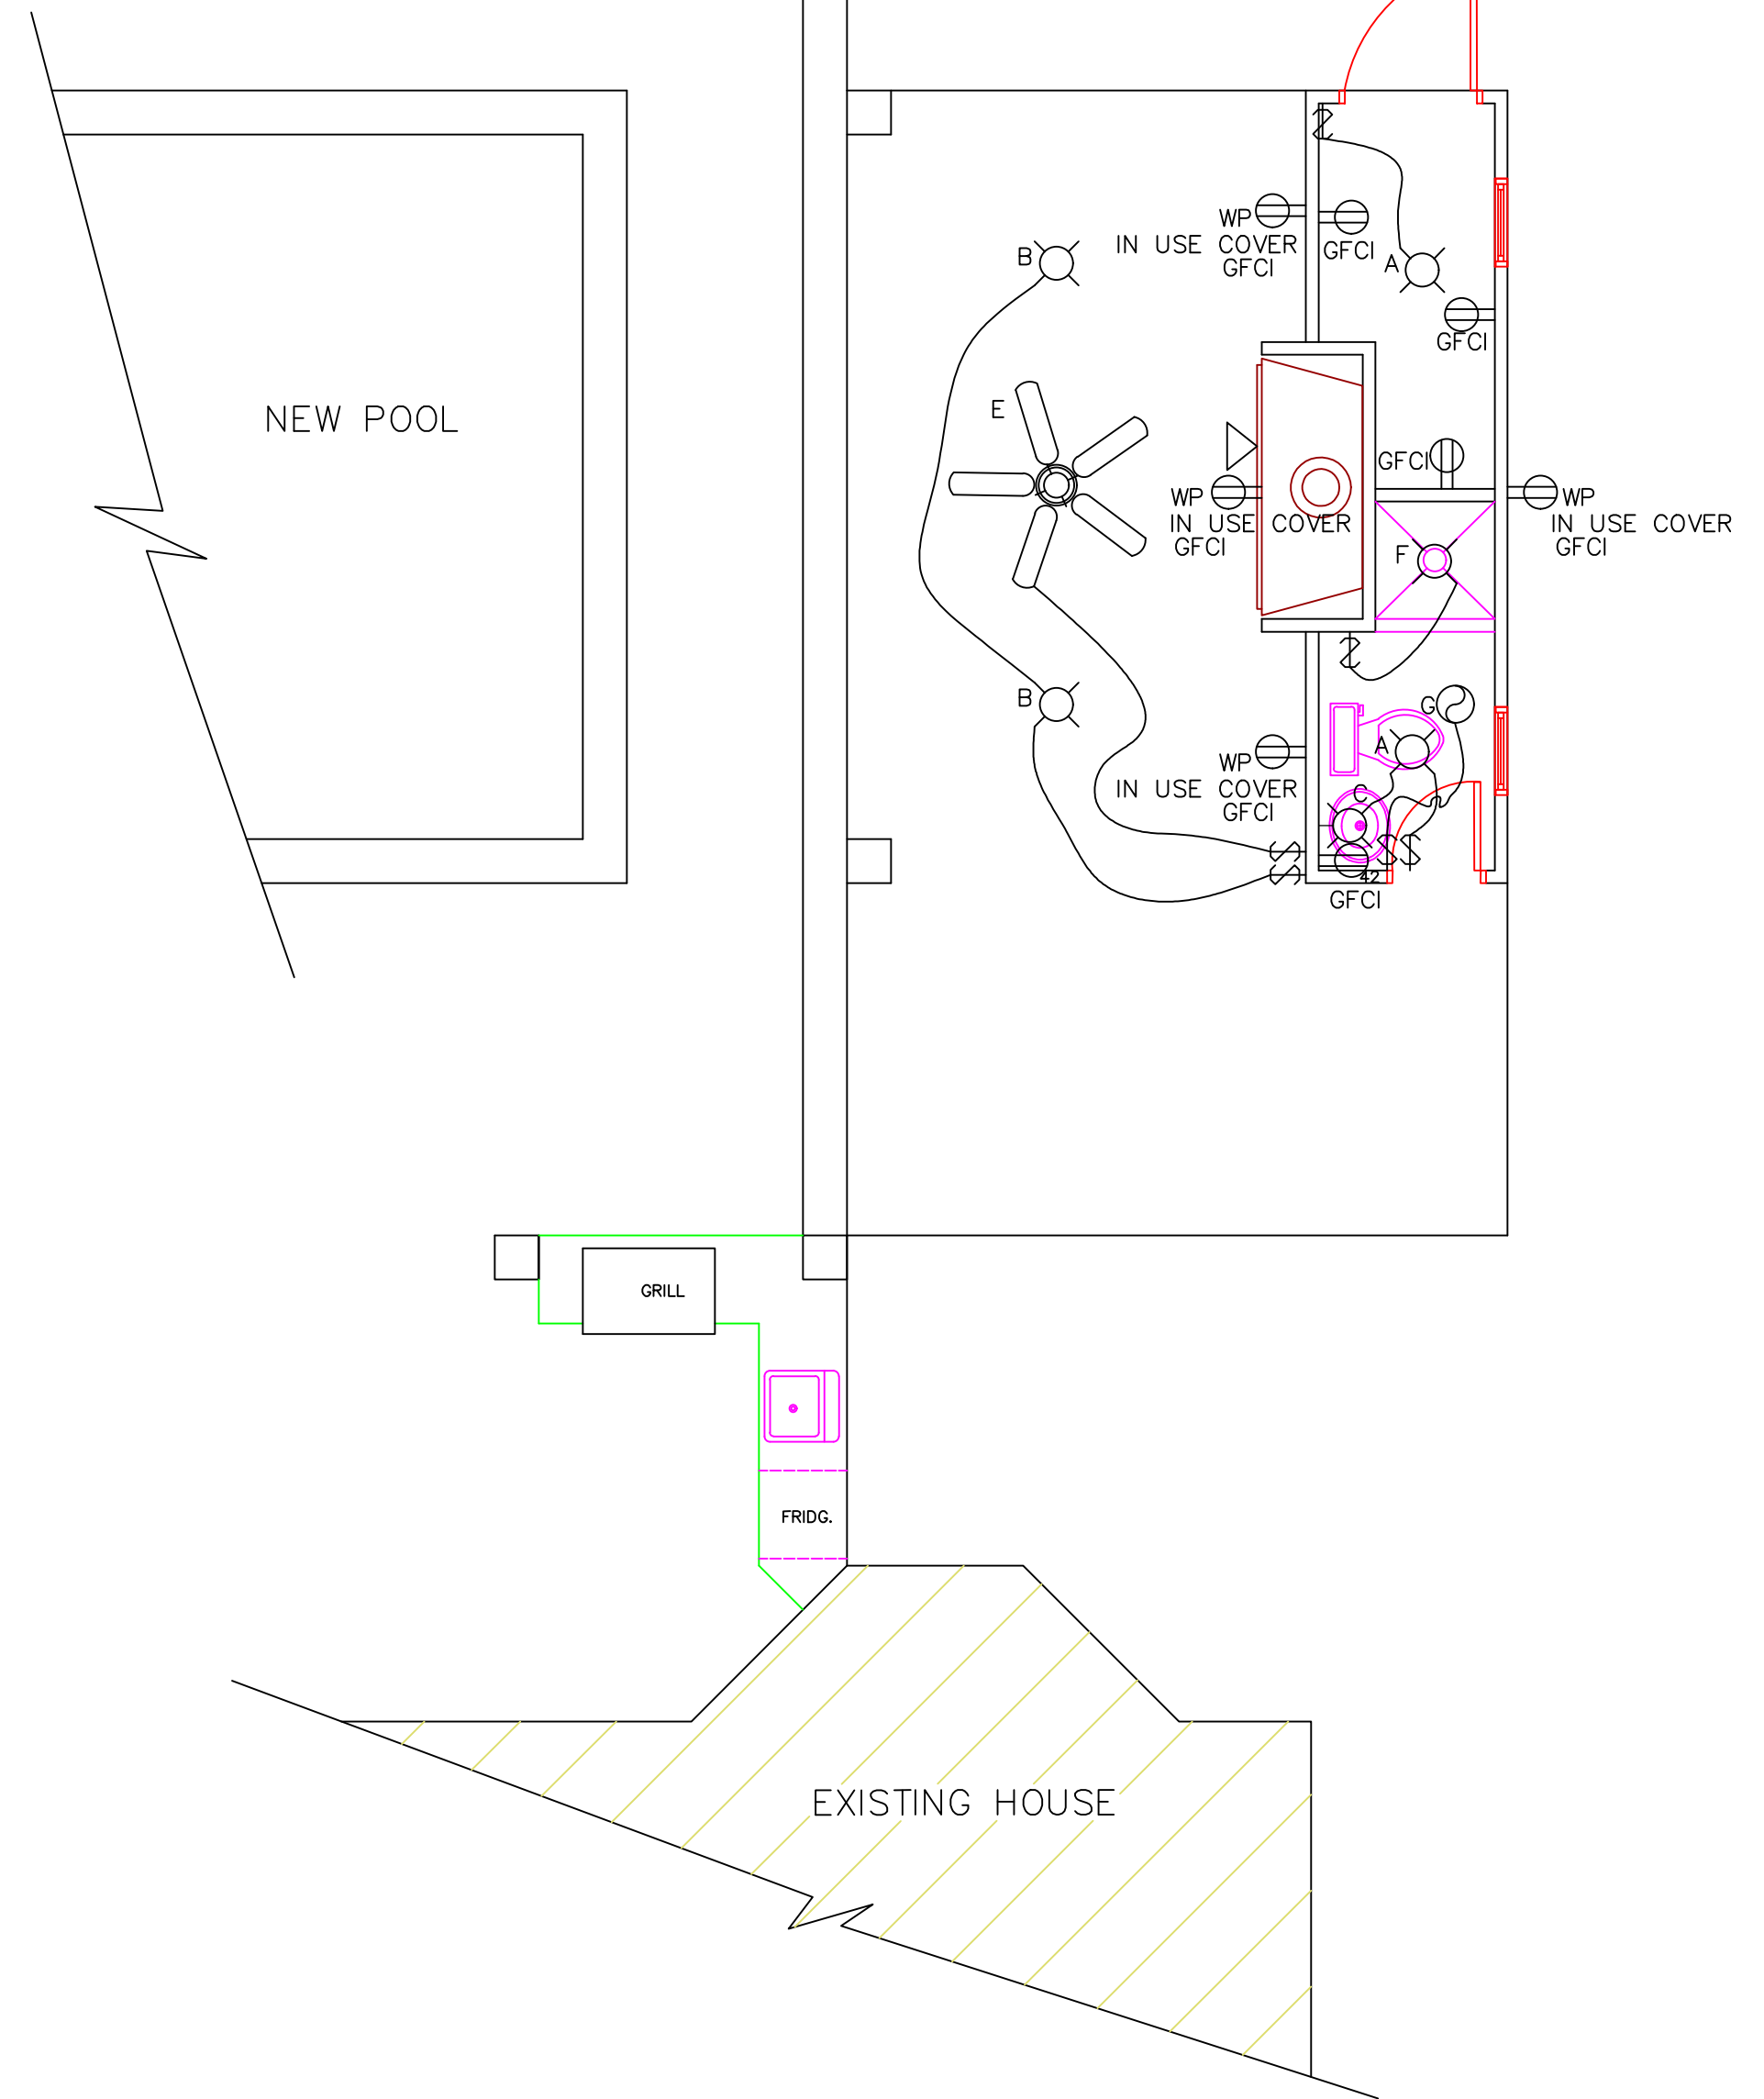 WP
IN USE COVER
GFCI
GFCI
B
A
GFCI
NEW POOL
E
GFCI
WP
IN USE COVER
GFCI
WP
IN USE COVER
GFCI
F
B
G
A
WP
IN USE COVER
GFCI
C
42
GFCI
GRILL
FRIDG.
EXISTING HOUSE